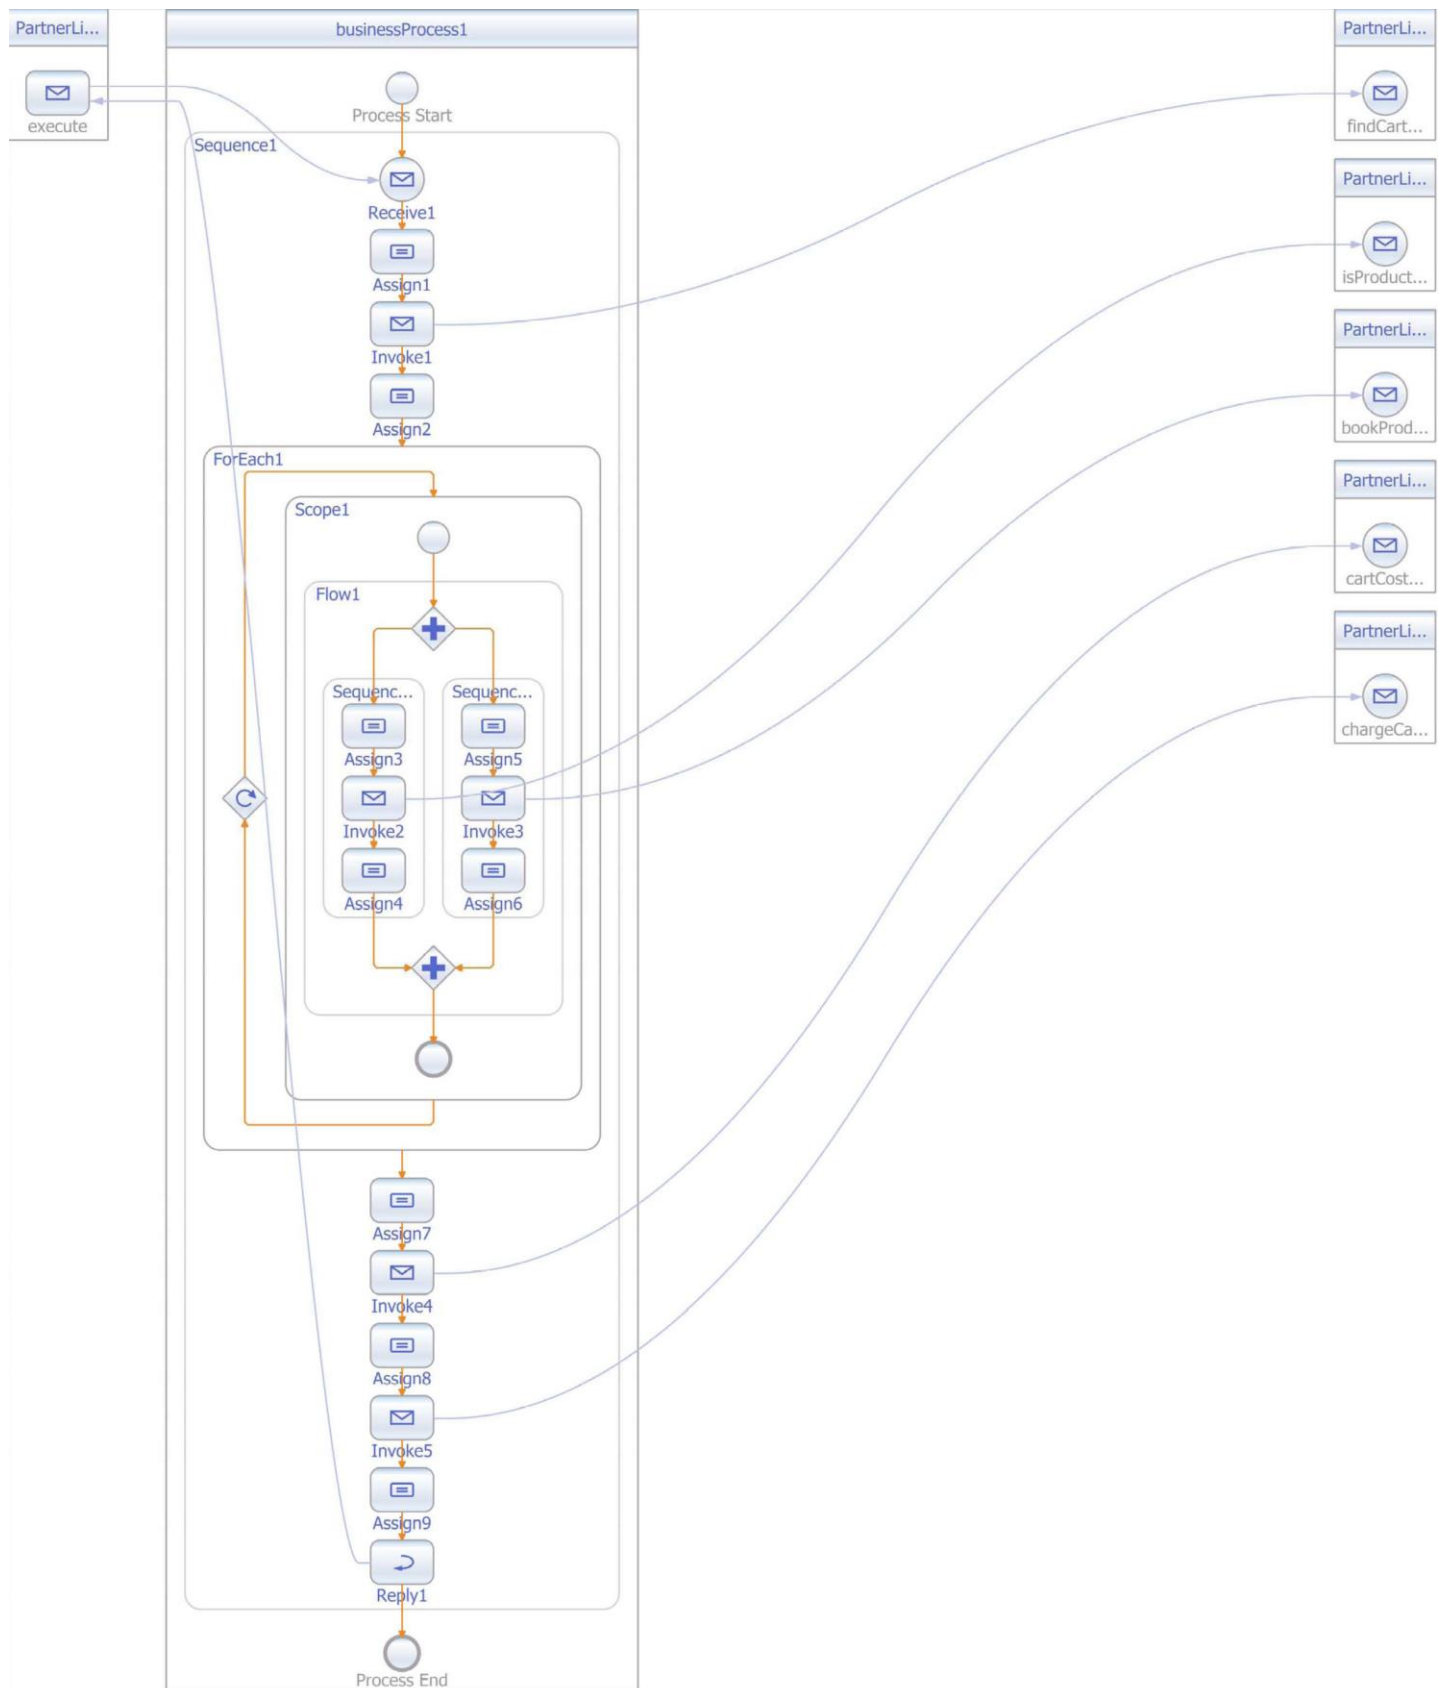 PartnerLi...
execute
businessProcess1
Process Start
Sequence1
Receive1
Assign1
Invoke1
Assign2
ForEach1
Scope1
Flow1
Sequenc...
Sequenc...
Assign3
Assign5
Invoke2
Invoke3
Assign4
Assign6
Assign7
Invoke4
Assign8
Invoke5
Assign9
Reply1
Process End
PartnerLi...
findCart...
PartnerLi...
isProduct...
PartnerLi...
bookProd...
PartnerLi...
cartCost...
PartnerLi...
chargeCa...